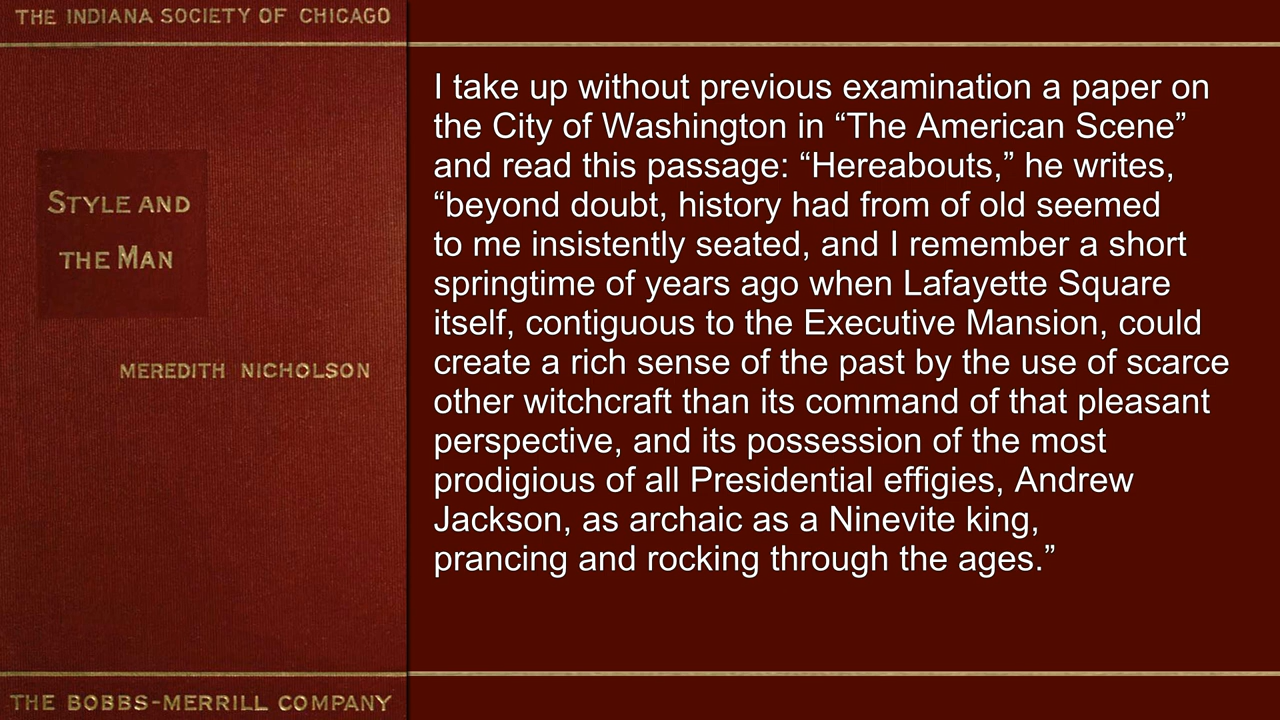 THE INDIANA SOCIETY OF CHICAGO
STYLE AND
THE MAN
MEREDITH NICHOLSON
THE BOBBS-MERRILL COMPANY
I take up without previous examination a paper on
the City of Washington in “The American Scene”
and read this passage: “Hereabouts,” he writes,
“beyond doubt, history had from of old seemed
to me insistently seated, and I remember a short
springtime of years ago when Lafayette Square
itself, contiguous to the Executive Mansion, could
create a rich sense of the past by the use of scarce
other witchcraft than its command of that pleasant
perspective, and its possession of the most
prodigious of all Presidential effigies, Andrew
Jackson, as archaic as a Ninevite king,
prancing and rocking through the ages.”